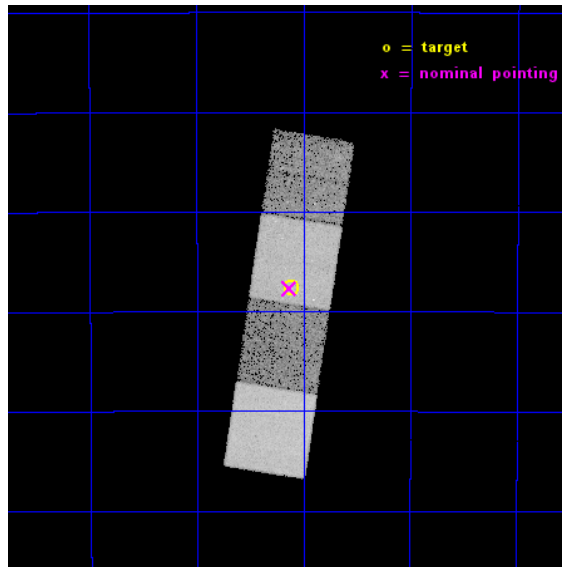 o = target
x = nominal pointing